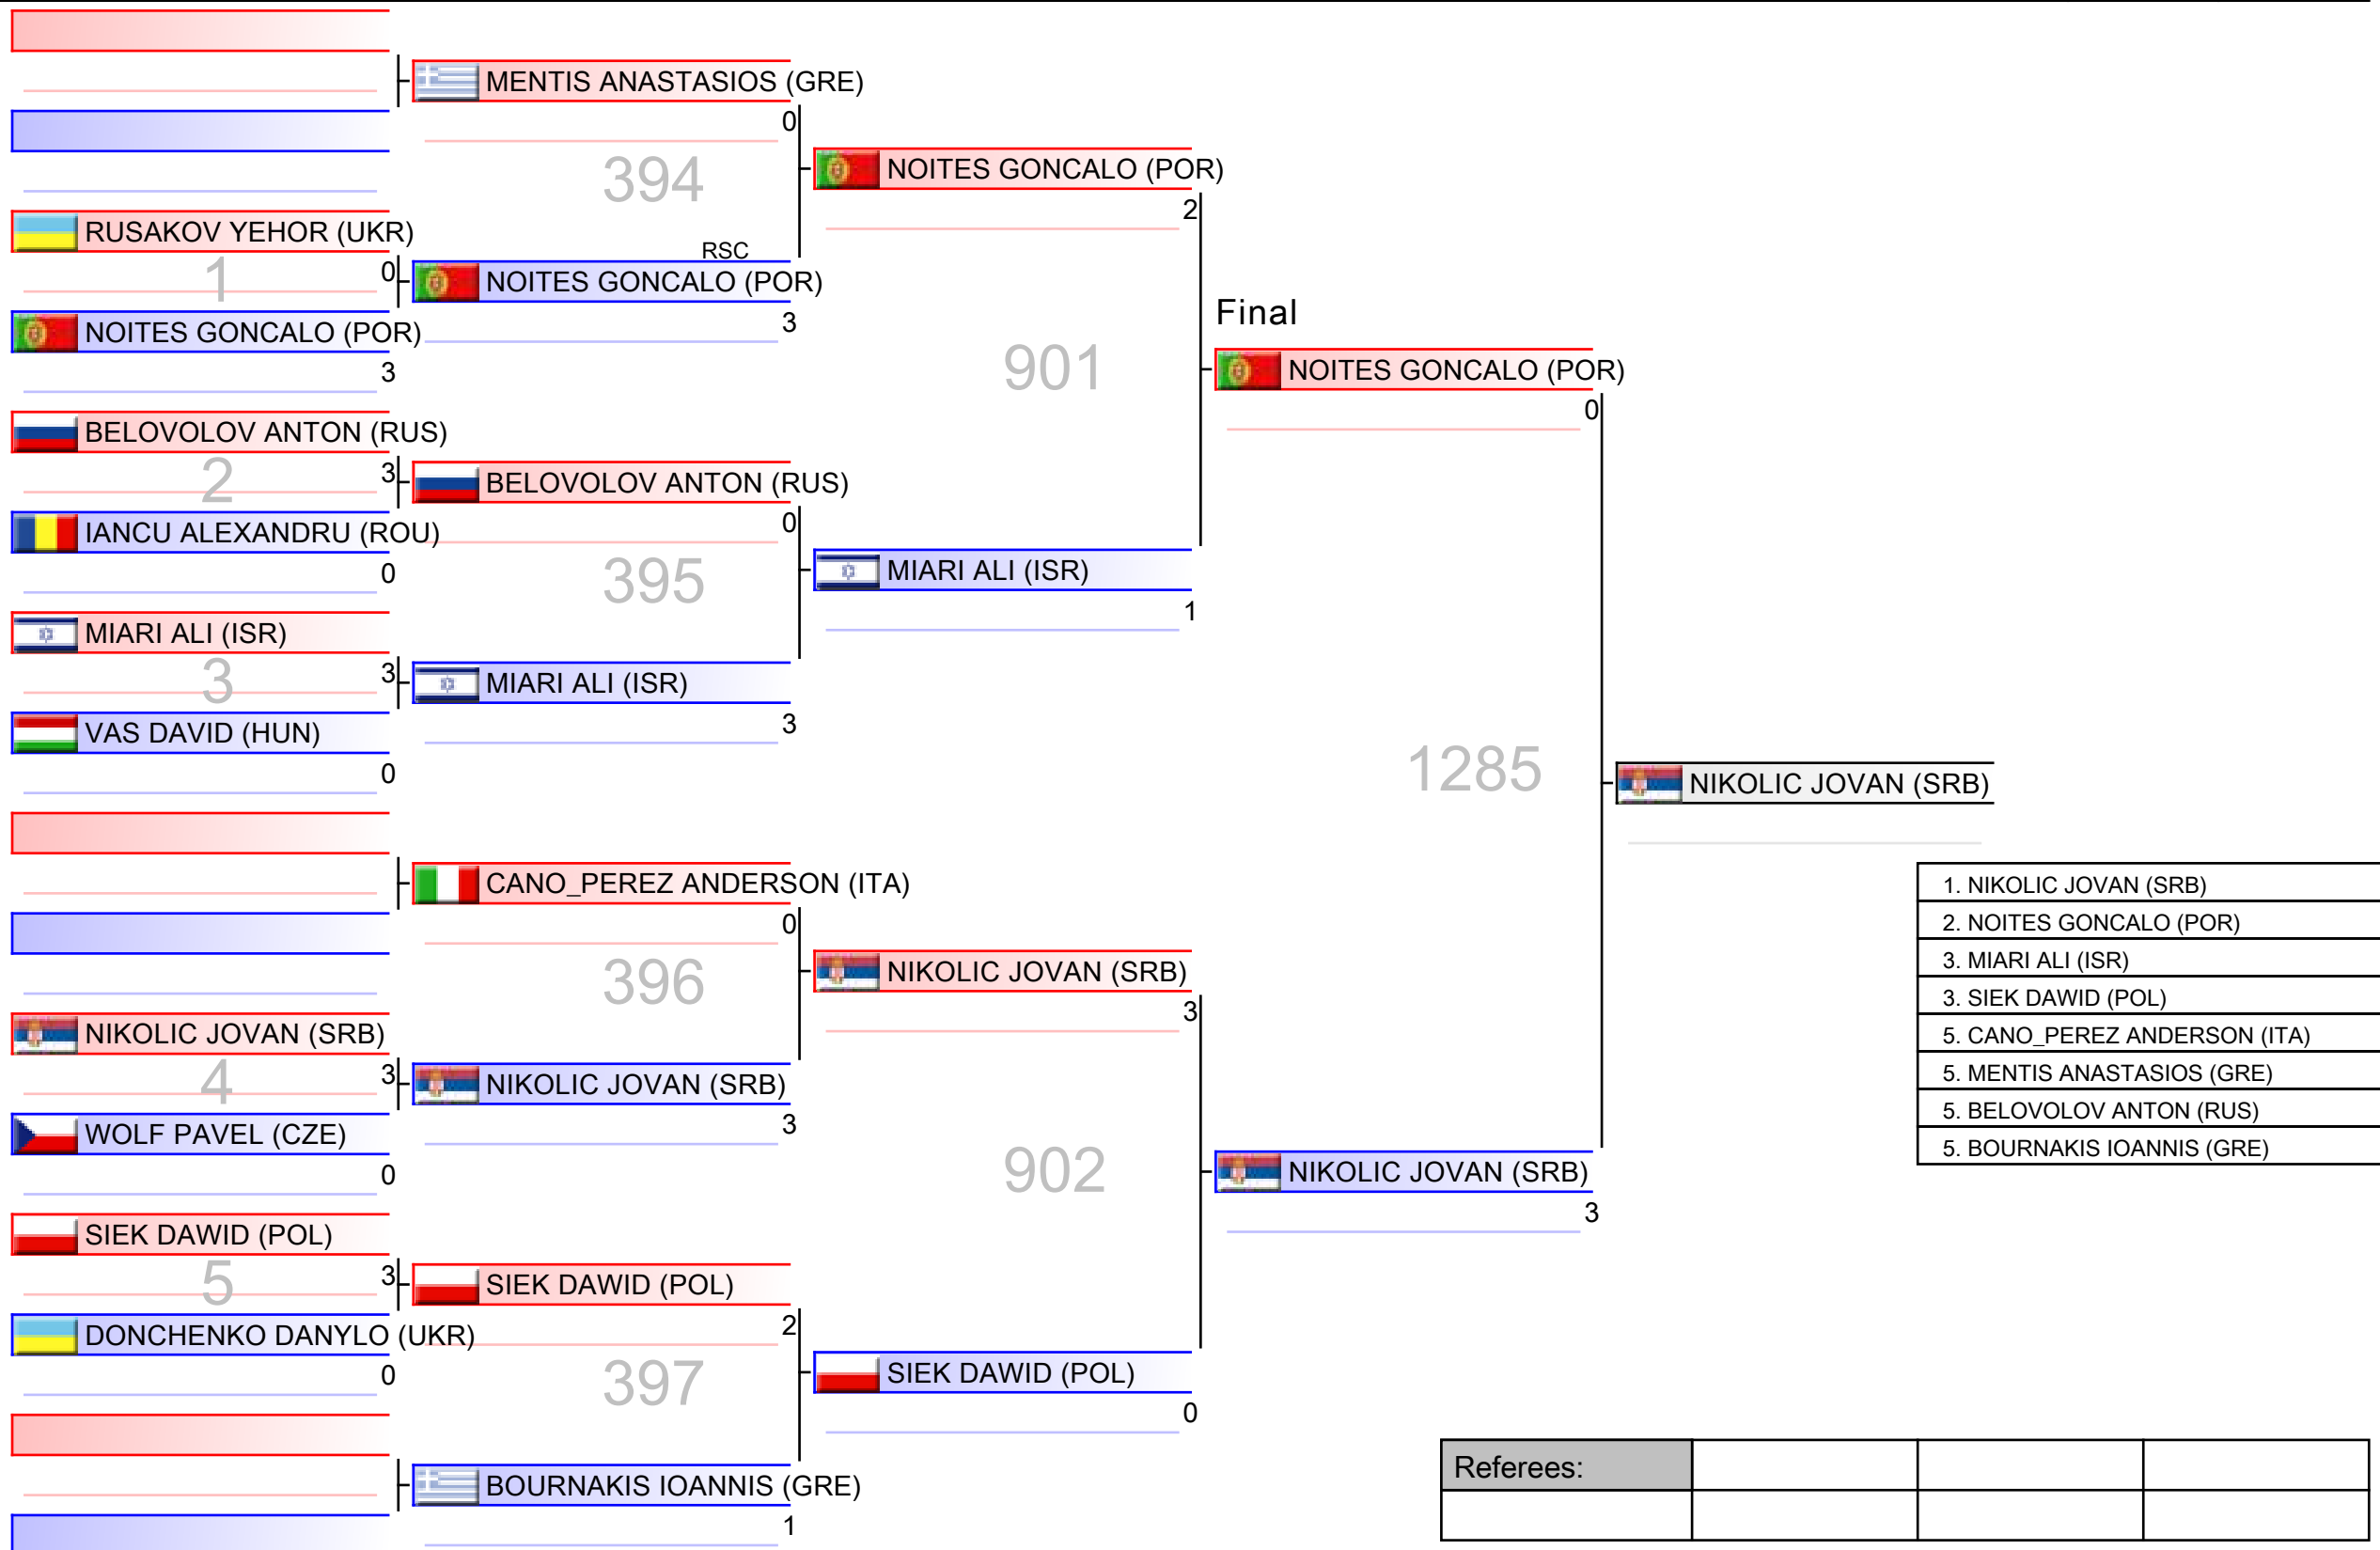 MENTIS ANASTASIOS (GRE)
0
394
NOITES GONCALO (POR)
2
RUSAKOV YEHOR (UKR)
RSC
1
0
NOITES GONCALO (POR)
3
NOITES GONCALO (POR)
3
Final
901
NOITES GONCALO (POR)
0
BELOVOLOV ANTON (RUS)
2
3
BELOVOLOV ANTON (RUS)
0
IANCU ALEXANDRU (ROU)
0
395
MIARI ALI (ISR)
1
MIARI ALI (ISR)
3
3
MIARI ALI (ISR)
3
VAS DAVID (HUN)
0
1285
NIKOLIC JOVAN (SRB)
CANO_PEREZ ANDERSON (ITA)
0
396
NIKOLIC JOVAN (SRB)
3
NIKOLIC JOVAN (SRB)
4
3
NIKOLIC JOVAN (SRB)
3
WOLF PAVEL (CZE)
0
902
NIKOLIC JOVAN (SRB)
3
SIEK DAWID (POL)
5
3
SIEK DAWID (POL)
2
DONCHENKO DANYLO (UKR)
0
397
SIEK DAWID (POL)
0
BOURNAKIS IOANNIS (GRE)
1
1. NIKOLIC JOVAN (SRB)
2. NOITES GONCALO (POR)
3. MIARI ALI (ISR)
3. SIEK DAWID (POL)
5. CANO_PEREZ ANDERSON (ITA)
5. MENTIS ANASTASIOS (GRE)
5. BELOVOLOV ANTON (RUS)
5. BOURNAKIS IOANNIS (GRE)
Referees: